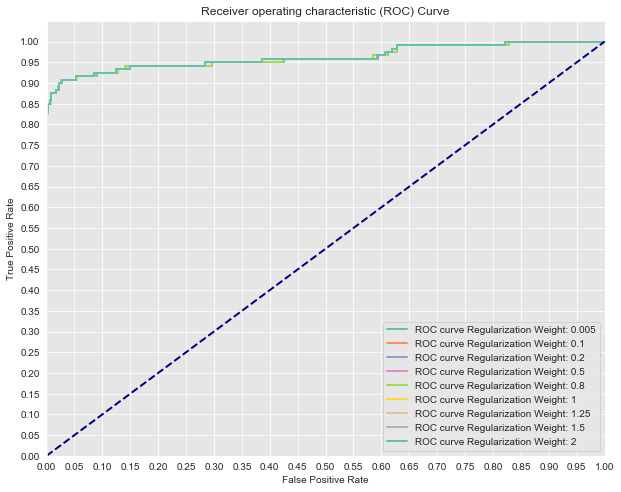 Receiver operating characteristic (ROC) Curve
True Positive Rate
1.00
0.95
0.90
0.85
0.80
0.75
0.70
0.65
0.60
0.55
0.50
0.45
0.40
0.35
0.30
0.25
0.20
0.15
0.10
0.05
0.00
ROC curve Regularization Weight: 0.005
ROC curve Regularization Weight: 0.1
ROC curve Regularization Weight: 0.2
ROC curve Regularization Weight: 0.5
ROC curve Regularization Weight: 0.8
ROC curve Regularization Weight: 1
ROC curve Regularization Weight: 1.25
ROC curve Regularization Weight: 1.5
ROC curve Regularization Weight: 2
0.00 0.05 0.10 0.15 0.20 0.25 0.30 0.35 0.40 0.45 0.50 0.55 0.60 0.65 0.70 0.75 0.80 0.85 0.90 0.95 1.00
False Positive Rate